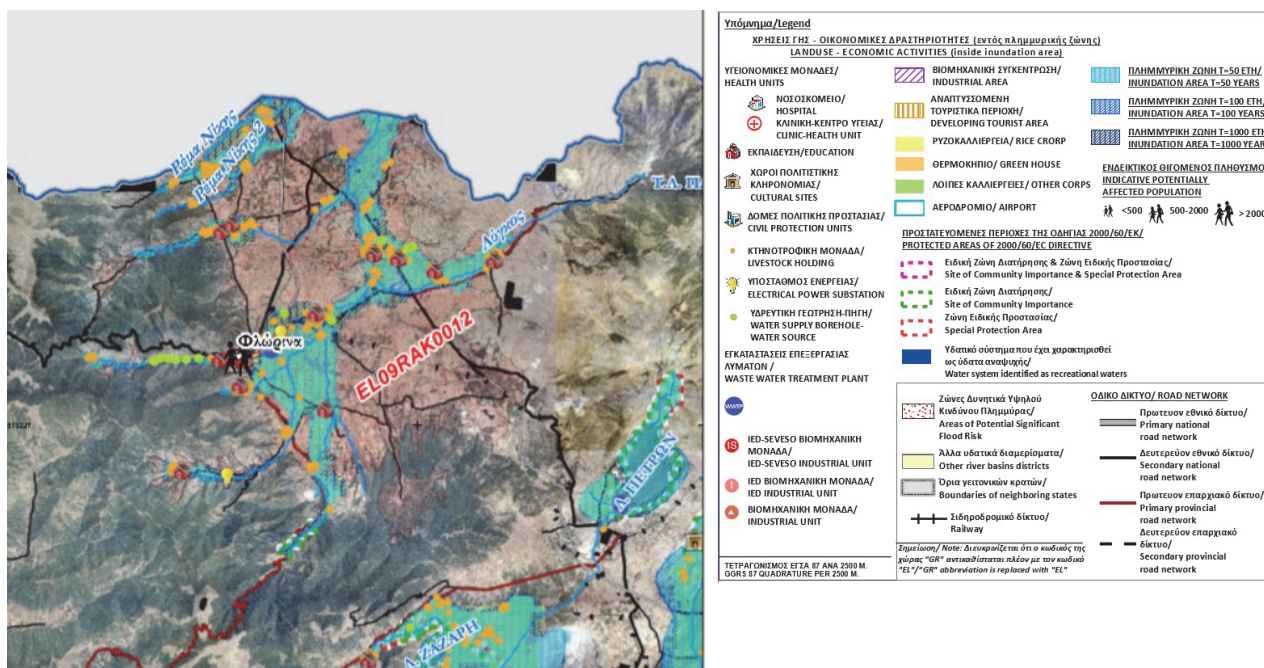 Ρέμα Νίκης
Ρέμα Νίκης 2
Λύγκος
Φλώρινα
EL09RAK0012
Λ. ΠΕΤΡΩΝ
Λ. ΖΑΖΑΡΗ
Υπόμνημα/Legend
ΧΡΗΣΕΙΣ ΓΗΣ - ΟΙΚΟΝΟΜΙΚΕΣ ΔΡΑΣΤΗΡΙΟΤΗΤΕΣ (εντός πλημμυρικής ζώνης)
LANDUSE - ECONOMIC ACTIVITIES (inside inundation area)
ΥΓΕΙΟΝΟΜΙΚΕΣ ΜΟΝΑΔΕΣ/
HEALTH UNITS
ΝΟΣΟΣΚΟΜΕΙΟ/
HOSPITAL
ΚΛΙΝΙΚΗ-ΚΕΝΤΡΟ ΥΓΕΙΑΣ/
CLINIC-HEALTH UNIT
ΕΚΠΑΙΔΕΥΣΗ/EDUCATION
ΧΩΡΟΙ ΠΟΛΙΤΙΣΤΙΚΗΣ
ΚΛΗΡΟΝΟΜΙΑΣ/
CULTURAL SITES
ΔΟΜΕΣ ΠΟΛΙΤΙΚΗΣ ΠΡΟΣΤΑΣΙΑΣ/
CIVIL PROTECTION UNITS
ΚΤΗΝΟΤΡΟΦΙΚΗ ΜΟΝΑΔΑ/
LIVESTOCK HOLDING
ΥΠΟΣΤΑΘΜΟΣ ΕΝΕΡΓΕΙΑΣ/
ELECTRICAL POWER SUBSTATION
ΥΔΡΕΥΤΙΚΗ ΓΕΩΤΡΗΣΗ-ΠΗΓΗ/
WATER SUPPLY BOREHOLE-
WATER SOURCE
ΕΓΚΑΤΑΣΤΑΣΕΙΣ ΕΠΕΞΕΡΓΑΣΙΑΣ
ΛΥΜΑΤΩΝ /
WASTE WATER TREATMENT PLANT
WWTP
IS
IED-SEVESO ΒΙΟΜΗΧΑΝΙΚΗ
ΜΟΝΑΔΑ/
IED-SEVESO INDUSTRIAL UNIT
I
IED ΒΙΟΜΗΧΑΝΙΚΗ ΜΟΝΑΔΑ/
IED INDUSTRIAL UNIT
ΒΙΟΜΗΧΑΝΙΚΗ ΜΟΝΑΔΑ/
INDUSTRIAL UNIT
ΤΕΤΡΑΓΩΝΙΣΜΟΣ ΕΓΣΑ 87 ΑΝΑ 2500 Μ.
GGRS 87 QUADRATURE PER 2500 M.
ΒΙΟΜΗΧΑΝΙΚΗ ΣΥΓΚΕΝΤΡΩΣΗ/
INDUSTRIAL AREA
ΑΝΑΠΤΥΣΣΟΜΕΝΗ
ΤΟΥΡΙΣΤΙΚΑ ΠΕΡΙΟΧΗ/
DEVELOPING TOURIST AREA
ΡΥΖΟΚΑΛΛΙΕΡΓΕΙΑ/ RICE CRORP
ΘΕΡΜΟΚΗΠΙΟ/ GREEN HOUSE
ΛΟΙΠΕΣ ΚΑΛΛΙΕΡΓΕΙΕΣ/ OTHER CORPS
ΑΕΡΟΔΡΟΜΙΟ/ AIRPORT
ΠΛΗΜΜΥΡΙΚΗ ΖΩΝΗ T=50 ΕΤΗ/
INUNDATION AREA T=50 YEARS
ΠΛΗΜΜΥΡΙΚΗ ΖΩΝΗ T=100 ΕΤΗ/
INUNDATION AREA T=100 YEARS
ΠΛΗΜΜΥΡΙΚΗ ΖΩΝΗ T=1000 ΕΤΗ
INUNDATION AREA T=1000 YEAR
ΕΝΔΕΙΚΤΙΚΟΣ ΘΙΓΟΜΕΝΟΣ ΠΛΗΘΥΣΜΟ
INDICATIVE POTENTIALLY
AFFECTED POPULATION
<500 500-2000 > 2000
ΠΡΟΣΤΑΤΕΥΟΜΕΝΕΣ ΠΕΡΙΟΧΕΣ ΤΗΣ ΟΔΗΓΙΑΣ 2000/60/ΕΚ/
PROTECTED AREAS OF 2000/60/EC DIRECTIVE
Ειδική Ζώνη Διατήρησης & Ζώνη Ειδικής Προστασίας/
Site of Community Importance & Special Protection Area
Ειδική Ζώνη Διατήρησης/
Site of Community Importance
Ζώνη Ειδικής Προστασίας/
Special Protection Area
Υδατικό σύστημα που έχει χαρακτηρισθεί
ως ύδατα αναψυχής/
Water system identified as recreational waters
Ζώνες Δυνητικά Υψηλού
Κινδύνου Πλημμύρας/
Areas of Potential Significant
Flood Risk
Άλλα υδατικά διαμερίσματα/
Other river basins districts
Όρια γειτονικών κρατών/
Boundaries of neighboring states
Σιδηροδρομικό δίκτυο/
Railway
Σημείωση/ Note: Διευκρινίζεται ότι ο κωδικός της
χώρας "GR" αντικαθίσταται πλέον με τον κωδικό
"EL"/"GR" abbreviation is replaced with "EL"
ΟΔΙΚΟ ΔΙΚΤΥΟ/ ROAD NETWORK
Πρωτευον εθνικό δίκτυο/
Primary national
road network
Δευτερεύον εθνικό δίκτυο/
Secondary national
road network
Πρωτευον επαρχιακό δίκτυο/
Primary provincial
road network
Δευτερεύον επαρχιακό
δίκτυο/
Secondary provincial
road network